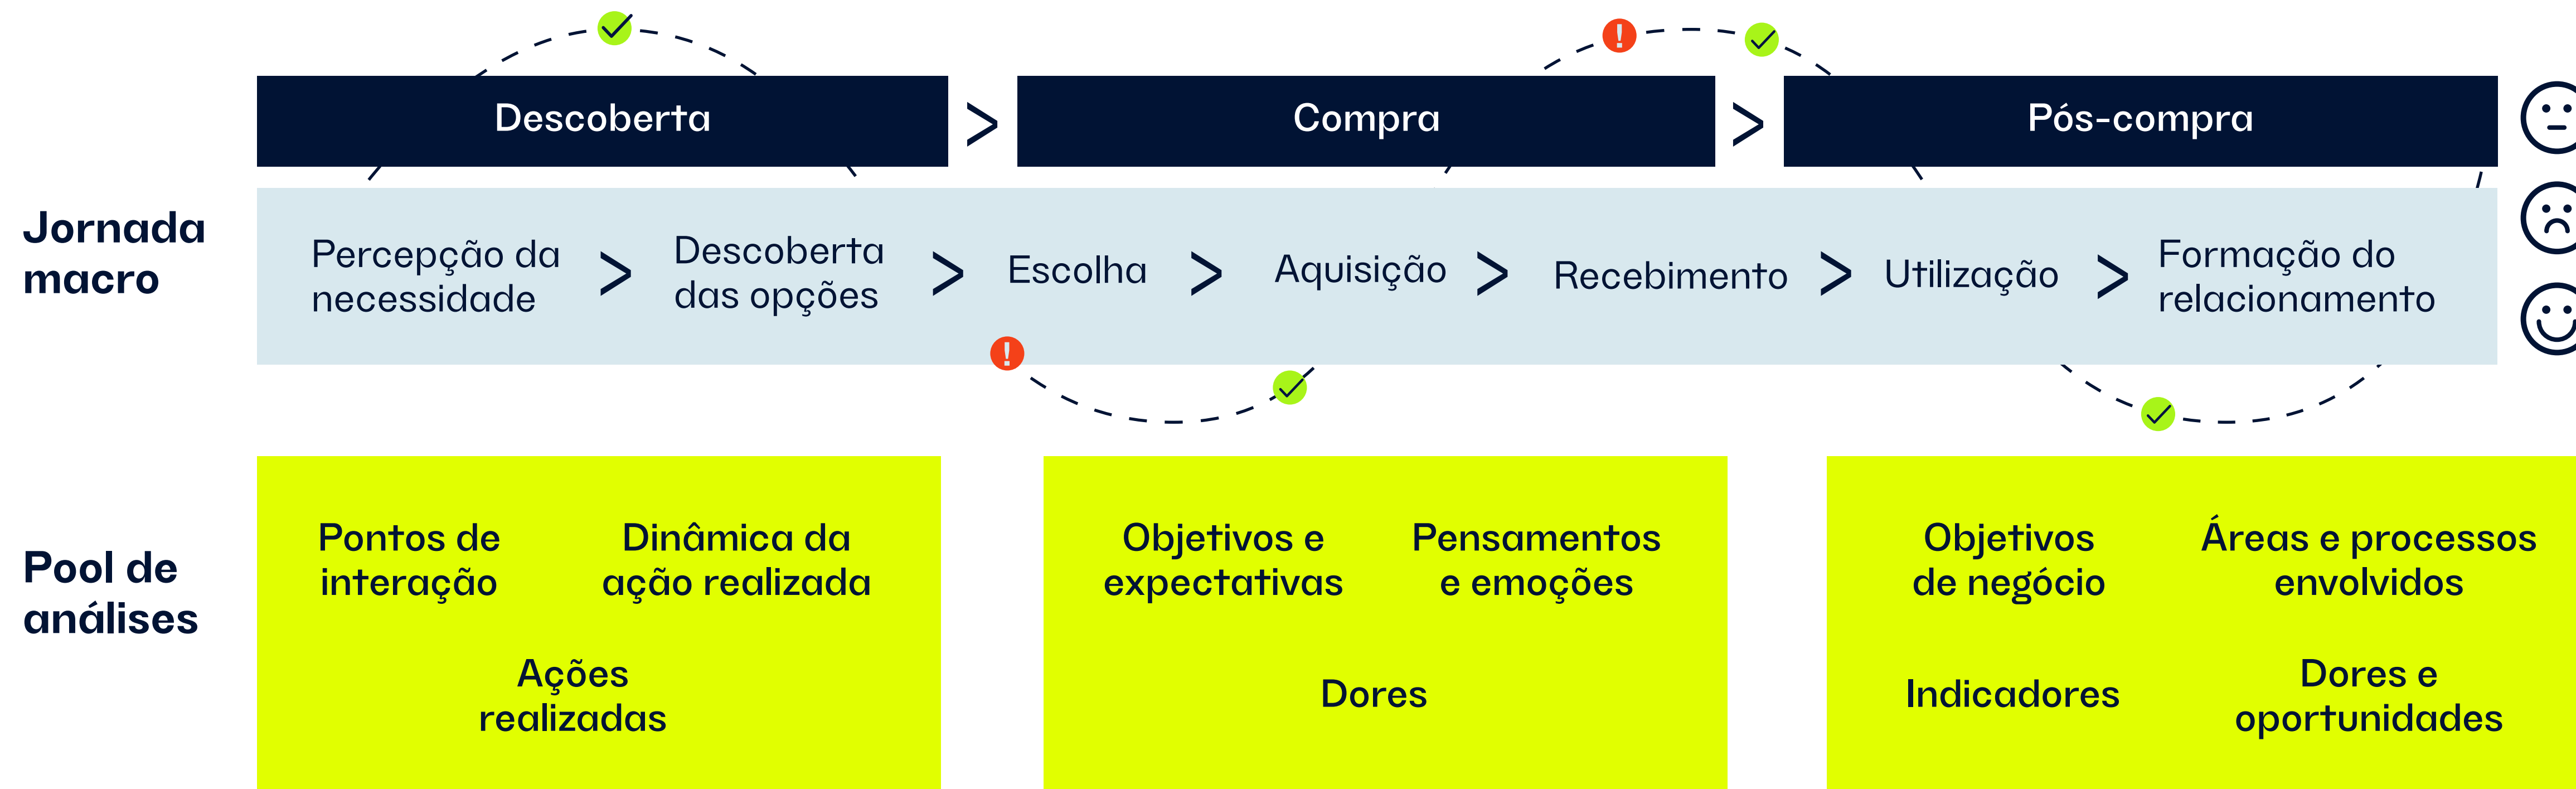 Descoberta > Compra > Pós-compra
Jornada
macro
Percepção da
necessidade
>
Descoberta
das opções
>
Escolha
>
Aquisição
>
Recebimento
>
Utilização
>
Formação do
relacionamento
Pool de
análises
Pontos de
interação
Dinâmica da
ação realizada
Ações
realizadas
Objetivos e
expectativas
Pensamentos
e emoções
Dores
Objetivos
de negócio
Áreas e processos
envolvidos
Indicadores
Dores e
oportunidades